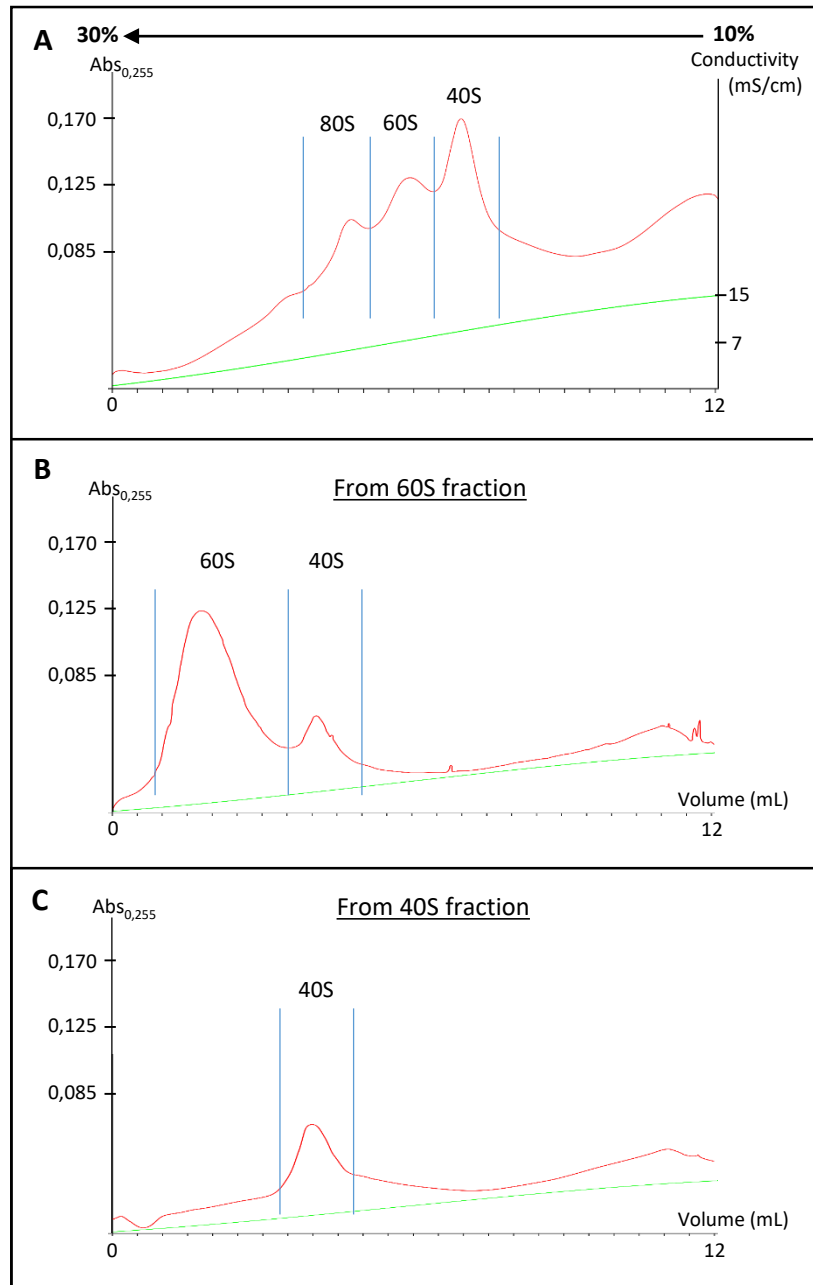 A
30%
10%
Abs0,255
Conductivity
(mS/cm)
40S
80S
60S
0,170
0,125
0,085
15
7
0
12
B
Abs0,255
From 60S fraction
0,170
60S
40S
0,125
0,085
Volume (mL)
0
12
C
Abs0,255
From 40S fraction
0,170
40S
0,125
0,085
Volume (mL)
0
12